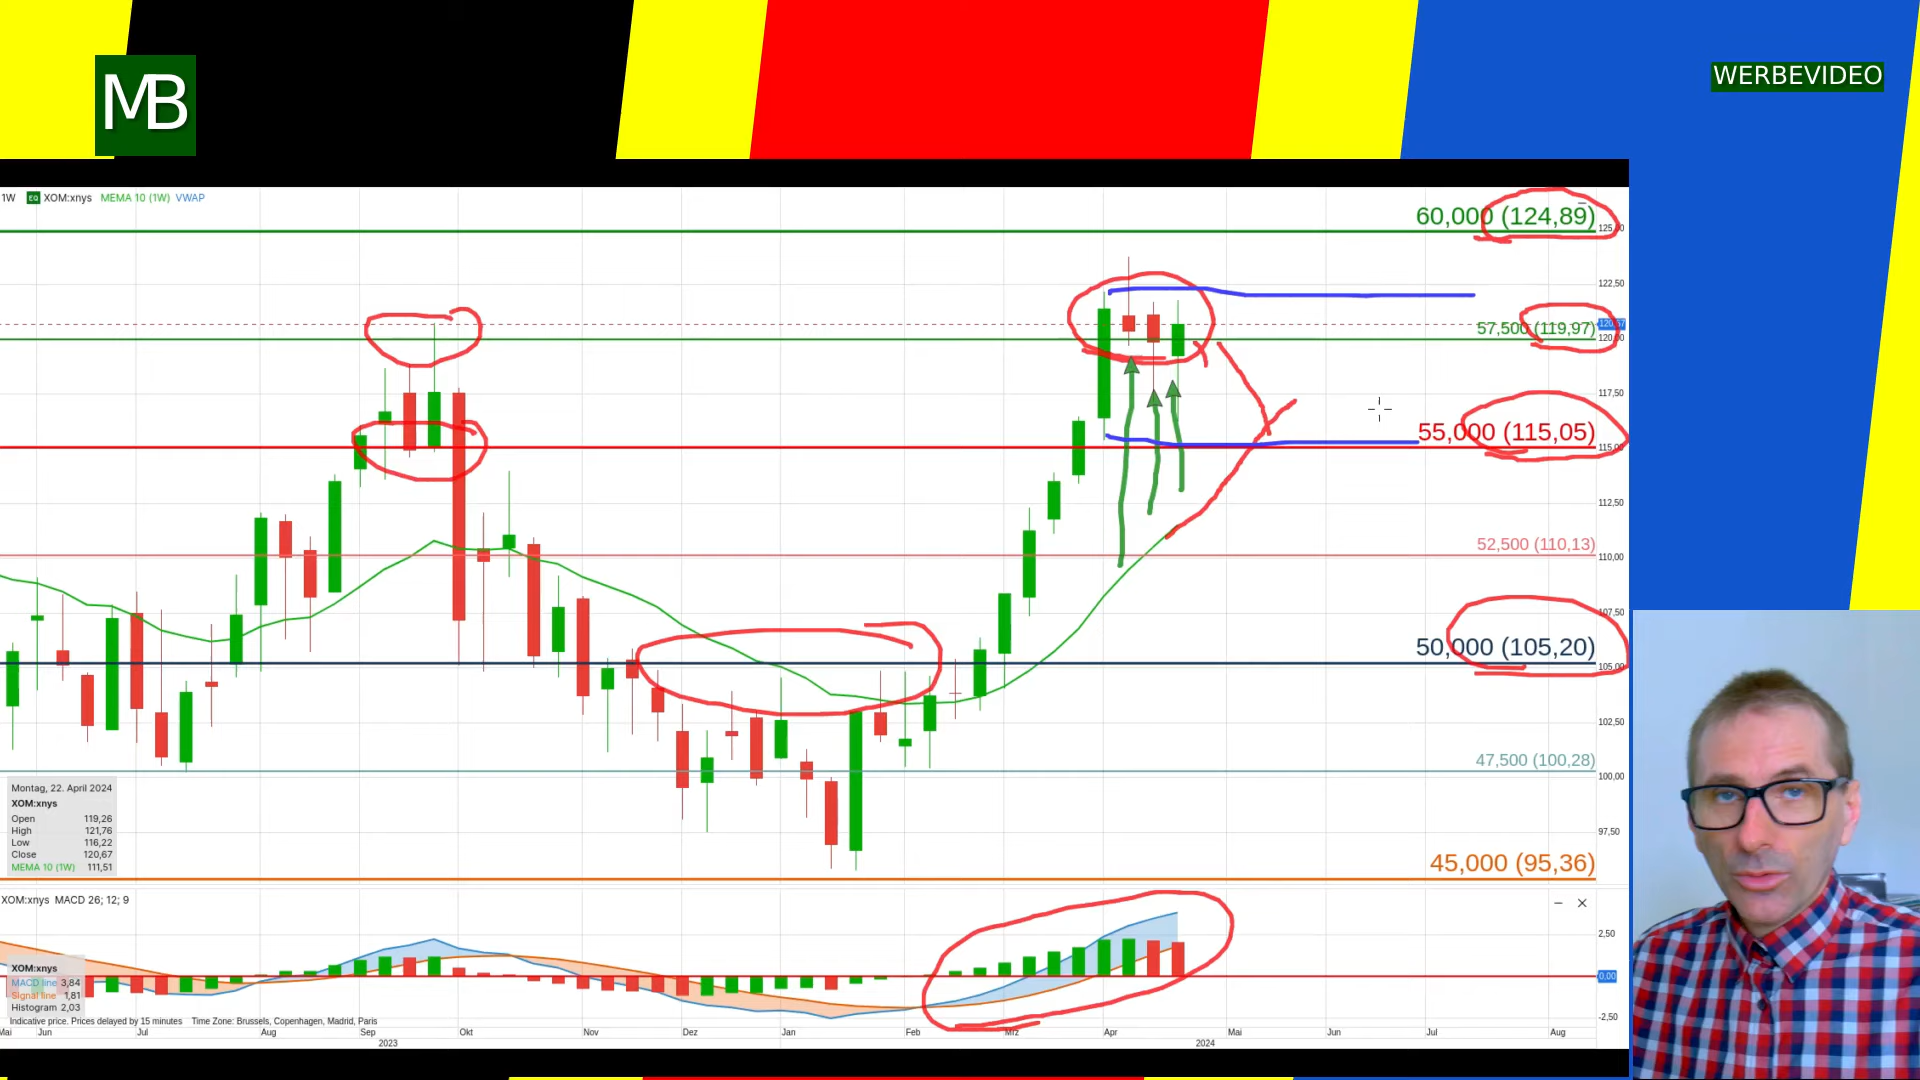 MB
WERBEVIDEO
1W EQ XOM:xnys MEMA 10 (1W) VWAP
60,000 (124,89)
122,50
57,500 (119,97)
120,00
117,50
55,000 (115,05)
112,50
52,500 (110,13)
110,00
107,50
50,000 (105,20)
105,00
102,50
47,500 (100,28)
100,00
97,50
45,000 (95,36)
Montag, 22. April 2024
XOM:xnys
Open 119,26
High 121,76
Low 116,22
Close 120,67
MEMA 10 (1W) 111,51
XOM:xnys MACD 26; 12; 9
2,50
0,00
-2,50
XOM:xnys
MACD line 3,84
Signal line 1,81
Histogram 2,03
Indicative price. Prices delayed by 15 minutes Time Zone: Brussels, Copenhagen, Madrid, Paris
Mai Jun Jul Aug Sep Okt Nov Dez Jan Feb Mrz Apr Mai Jun Jul Aug
2023 2024